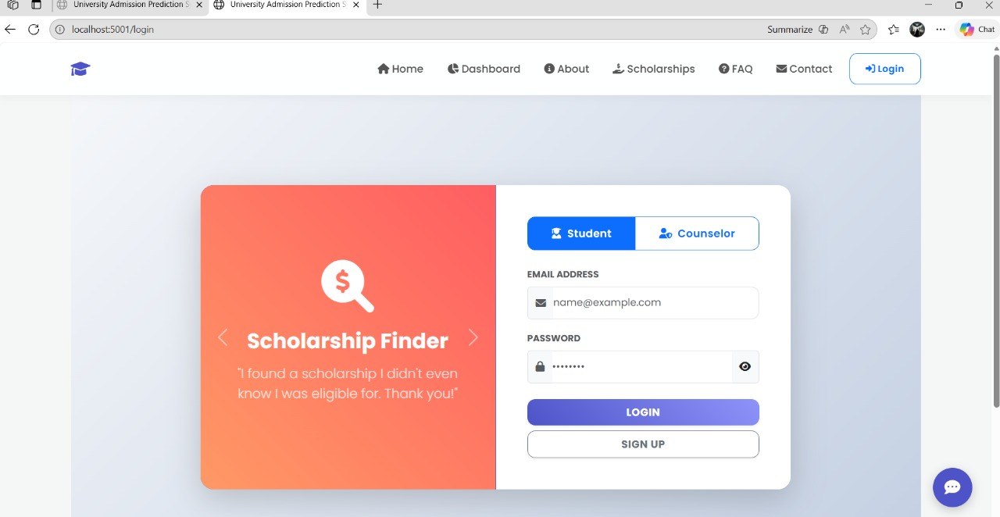 University Admission Prediction S
University Admission Prediction S
localhost:5001/login
Summarize
Chat
Home
Dashboard
About
Scholarships
FAQ
Contact
Login
Scholarship Finder
"I found a scholarship I didn't even
know I was eligible for. Thank you!"
Student
Counselor
EMAIL ADDRESS
name@example.com
PASSWORD
••••••••
LOGIN
SIGN UP